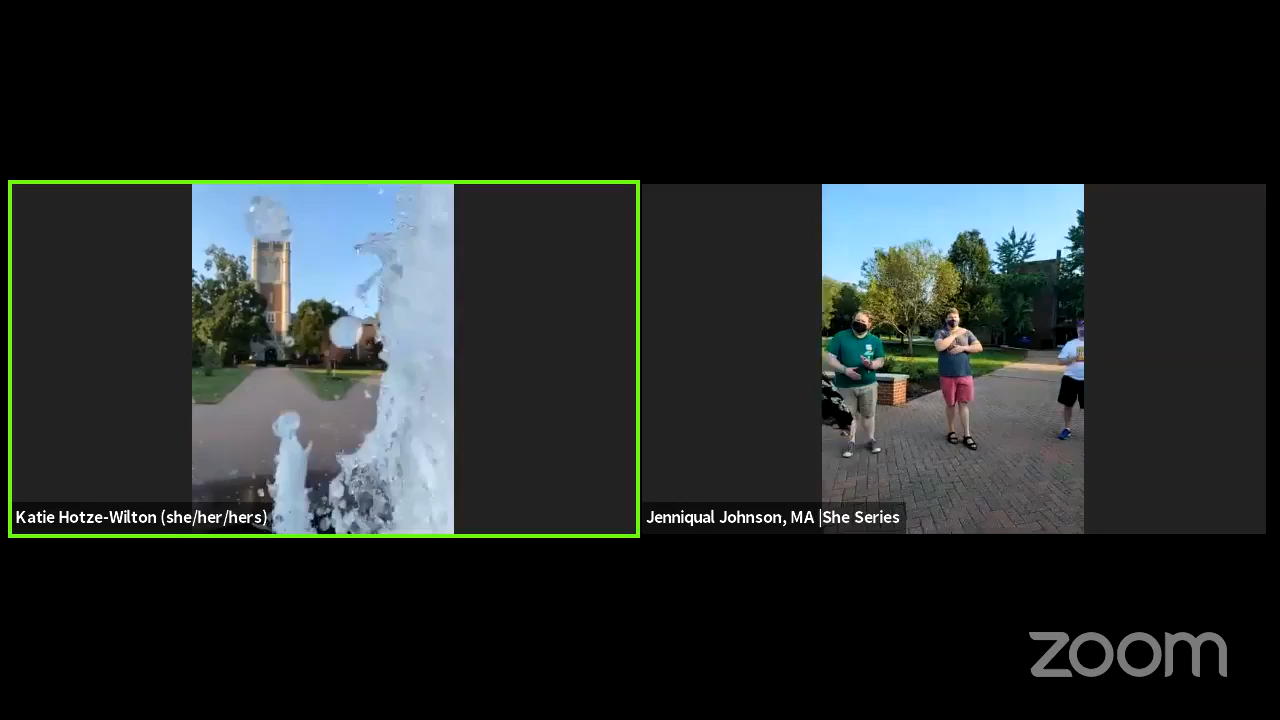 Katie Hotze-Wilton (she/her/hers)
Jenniqual Johnson, MA |She Series
zoom